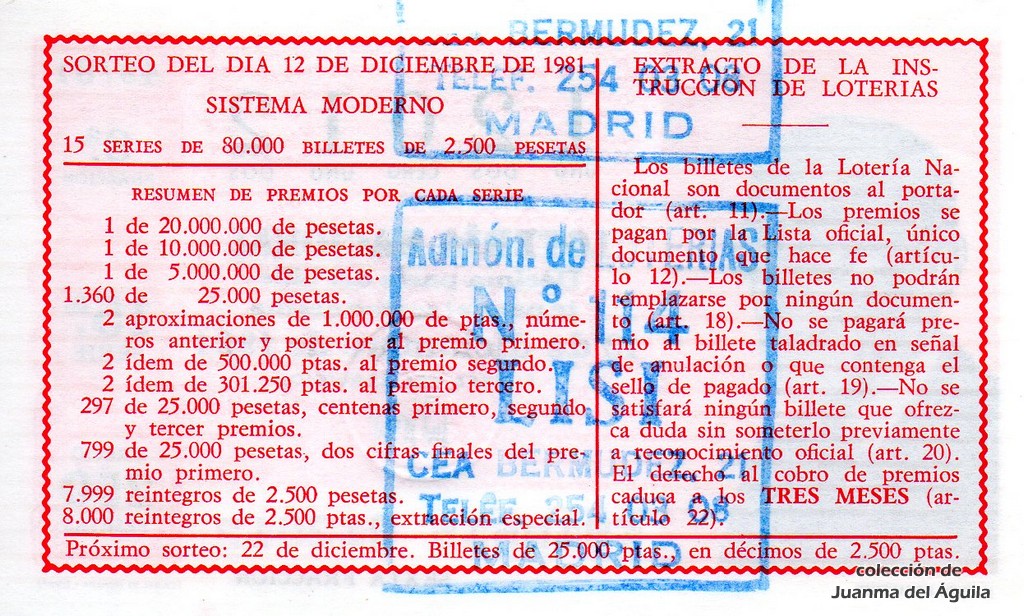 SORTEO DEL DIA 12 DE DICIEMBRE DE 1981
SISTEMA MODERNO
15 SERIES DE 80.000 BILLETES DE 2.500 PESETAS
RESUMEN DE PREMIOS POR CADA SERIE
1 de 20.000.000 de pesetas.
1 de 10.000.000 de pesetas.
1 de 5.000.000 de pesetas.
1.360 de 25.000 pesetas.
2 aproximaciones de 1.000.000 de ptas., núme-
ros anterior y posterior al premio primero.
2 ídem de 500.000 ptas. al premio segundo.
2 ídem de 301.250 ptas. al premio tercero.
297 de 25.000 pesetas, centenas primero, segundo
y tercer premios.
799 de 25.000 pesetas, dos cifras finales del pre-
mio primero.
7.999 reintegros de 2.500 pesetas.
8.000 reintegros de 2.500 ptas., extracción especial.
EXTRACTO DE LA INS-
TRUCCION DE LOTERIAS
Los billetes de la Lotería Na-
cional son documentos al porta-
dor (art. 11).—Los premios se
pagan por la Lista oficial, único
documento que hace fe (artícu-
lo 12).—Los billetes no podrán
remplazarse por ningún documen-
to (art. 18).—No se pagará pre-
mio al billete taladrado en señal
de anulación o que contenga el
sello de pagado (art. 19).—No se
satisfará ningún billete que ofrez-
ca duda sin someterlo previamente
a reconocimiento oficial (art. 20).
El derecho al cobro de premios
caduca a los TRES MESES (ar-
tículo 22).
Próximo sorteo: 22 de diciembre. Billetes de 25.000 ptas., en décimos de 2.500 ptas.
BERMUDEZ, 21
TELEF. 254 03 08
MADRID
Admón. de LOTERIAS
N.º 114
LISI
CEA BERMUDEZ, 21
TELEF. 254 03 08
MADRID
colección de
Juanma del Águila